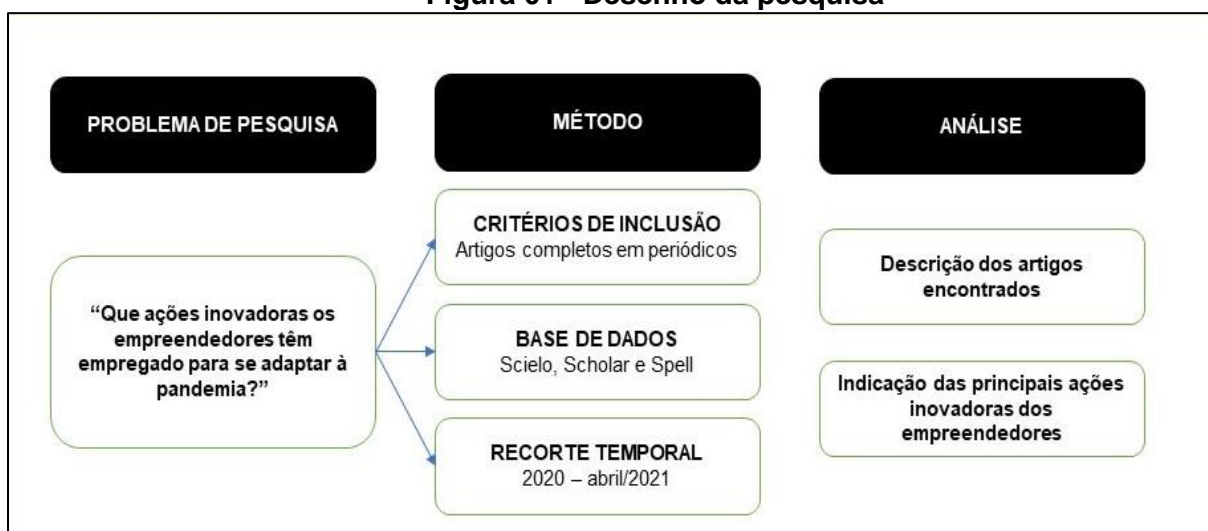 Figura 01 - Desenho da pesquisa
PROBLEMA DE PESQUISA
“Que ações inovadoras os
empreendedores têm
empregado para se adaptar à
pandemia?”
MÉTODO
CRITÉRIOS DE INCLUSÃO
Artigos completos em periódicos
BASE DE DADOS
Scielo, Scholar e Spell
RECORTE TEMPORAL
2020 – abril/2021
ANÁLISE
Descrição dos artigos
encontrados
Indicação das principais ações
inovadoras dos
empreendedores